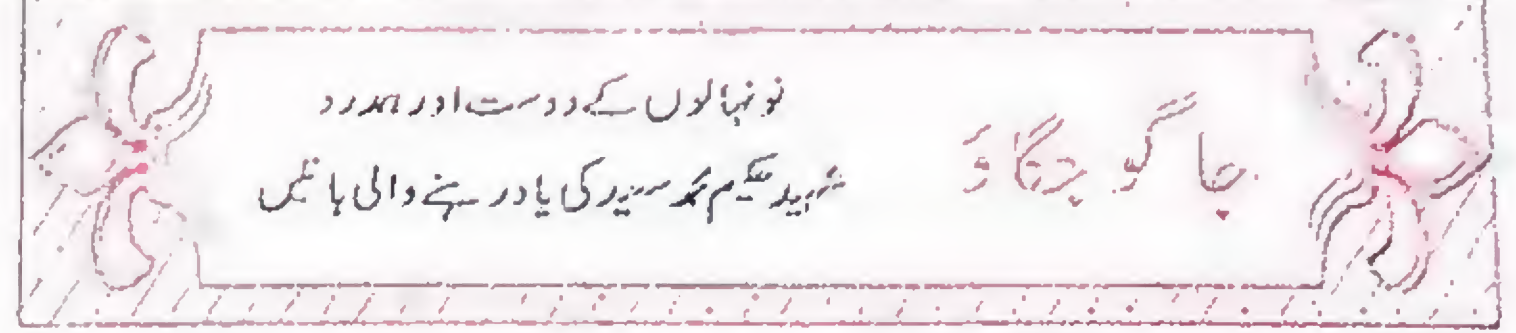 جاگو جگاؤ
نونہالوں کے دوست اور ہمدرد
شہید حکیم محمد سعید کی یاد رہنے والی باتیں